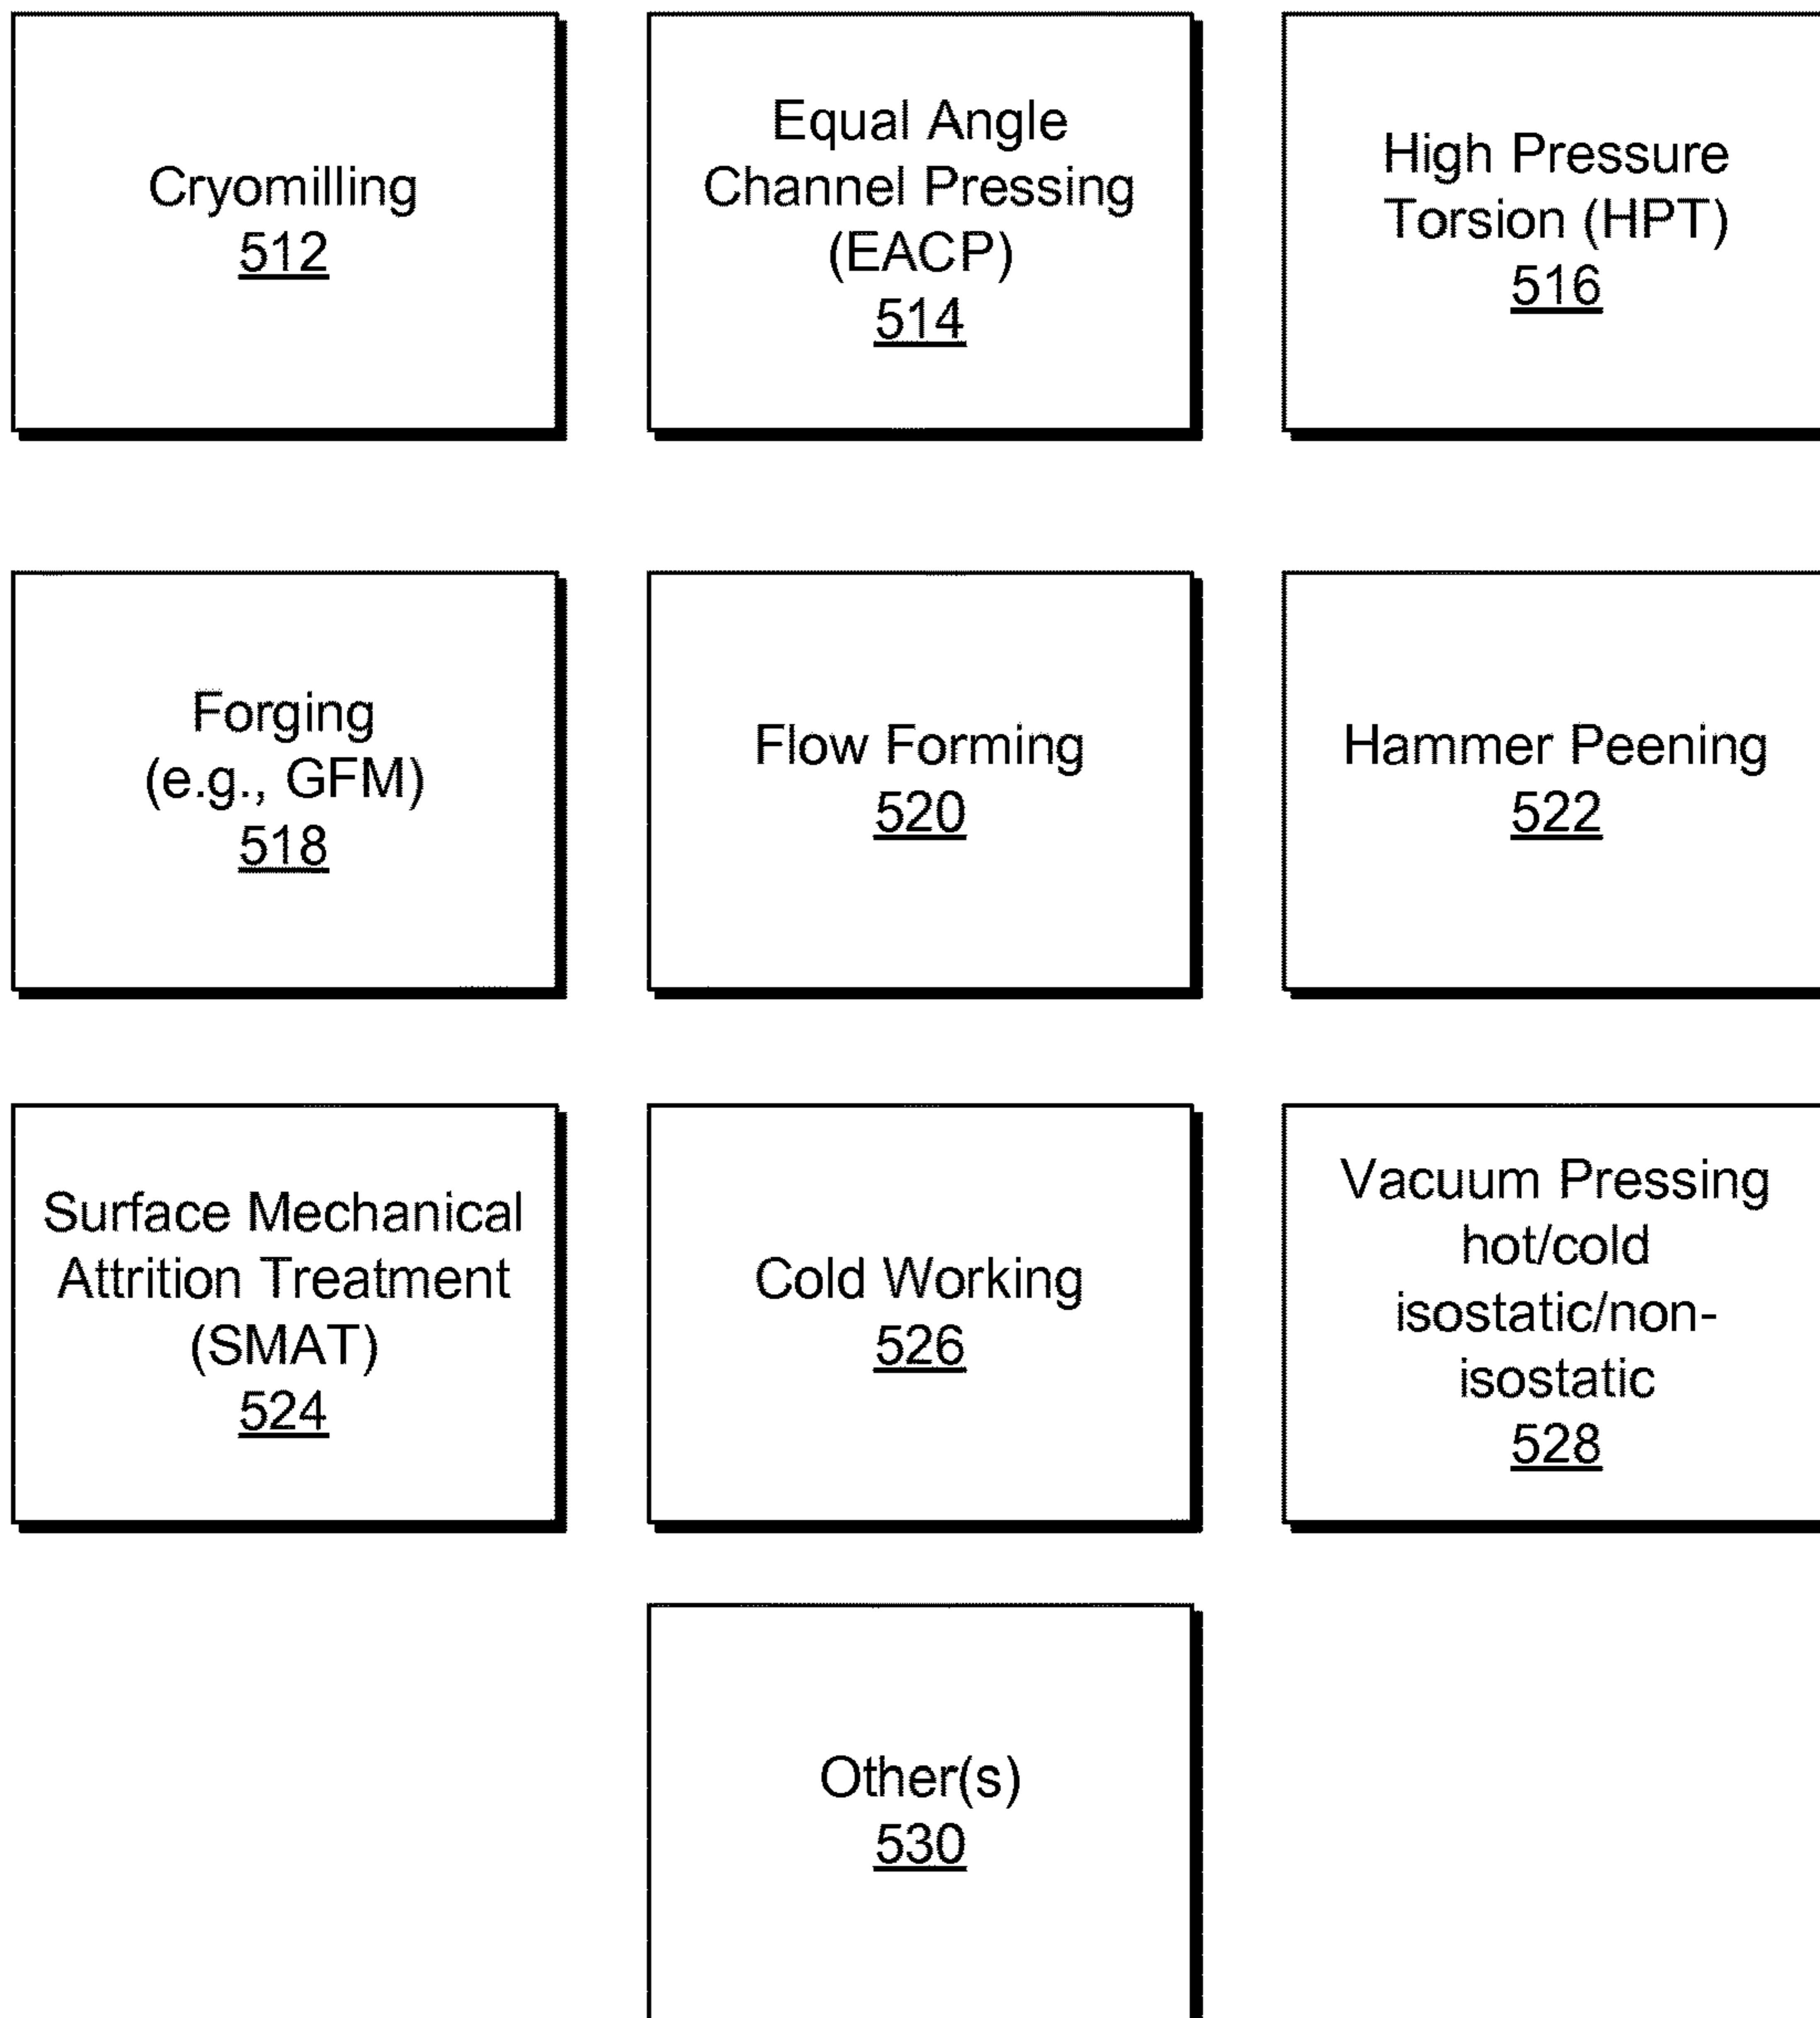 Cryomilling
512
Equal Angle
Channel Pressing
(EACP)
514
High Pressure
Torsion (HPT)
516
Forging
(e.g., GFM)
518
Flow Forming
520
Hammer Peening
522
Surface Mechanical
Attrition Treatment
(SMAT)
524
Cold Working
526
Vacuum Pressing
hot/cold
isostatic/non-
isostatic
528
Other(s)
530